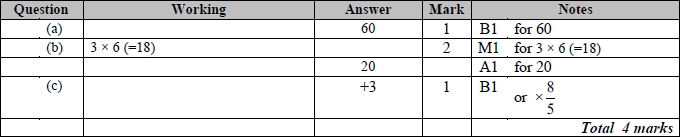 Question Working Answer Mark Notes
(a) 60 1 B1 for 60
(b) 3 × 6 (=18) 2 M1 for 3 × 6 (=18)
20 A1 for 20
(c) +3 1 B1 or × 8/5
Total 4 marks